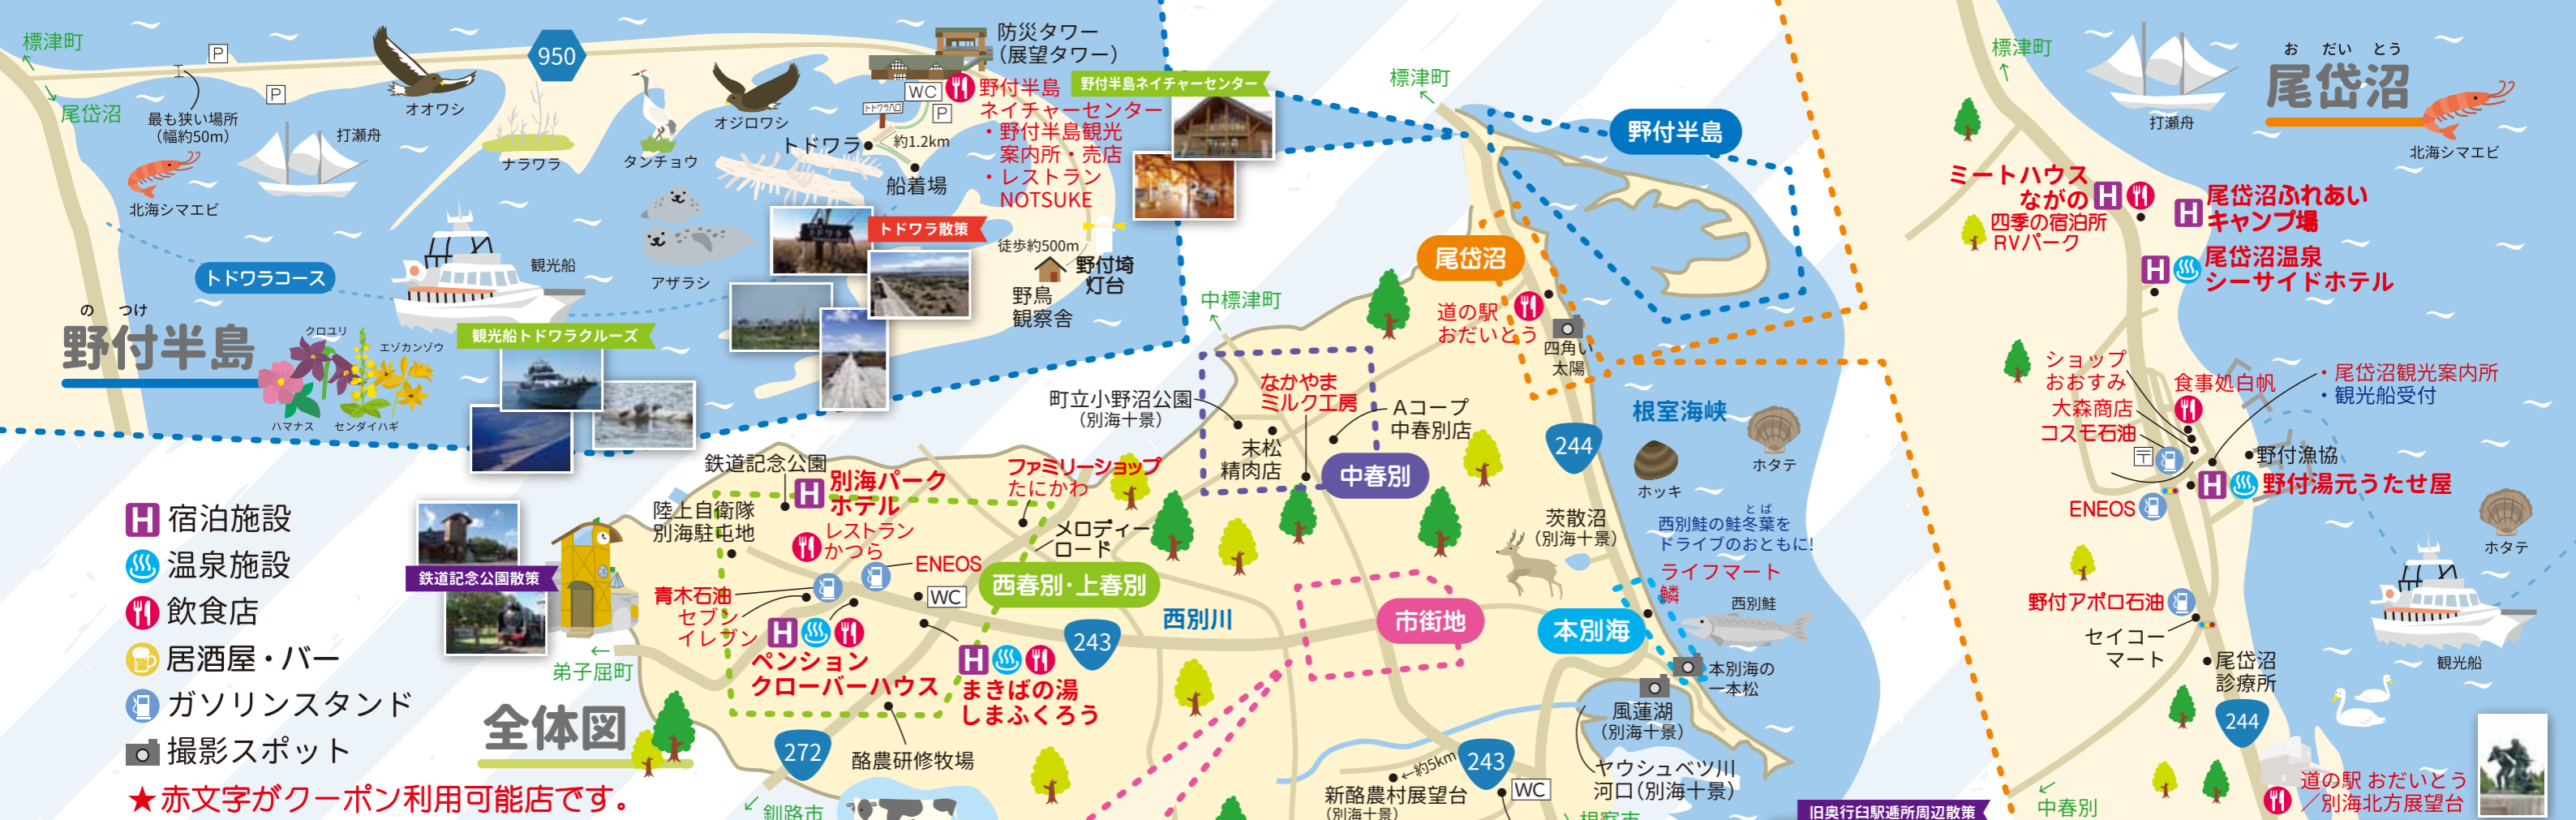 標津町
尾岱沼
P
最も狭い場所
（幅約50m）
P
打瀬舟
北海シマエビ
オオワシ
950
ナラワラ
タンチョウ
オジロワシ
防災タワー
（展望タワー）
WC
野付半島
ネイチャーセンター
・野付半島観光
案内所・売店
・レストラン
NOTSUKE
トドワラ入口
P
約1.2km
トドワラ
船着場
野付半島ネイチャーセンター
トドワラ散策
徒歩約500m
野付埼
灯台
野鳥
観察舎
アザラシ
観光船
トドワラコース
の つけ
野付半島
クロユリ
エゾカンゾウ
ハマナス
センダイハギ
観光船トドワラクルーズ
宿泊施設
温泉施設
飲食店
居酒屋・バー
ガソリンスタンド
撮影スポット
★赤文字がクーポン利用可能店です。
鉄道記念公園散策
全体図
弟子屈町
釧路市
272
鉄道記念公園
陸上自衛隊
別海駐屯地
別海パーク
ホテル
レストラン
かつら
ENEOS
青木石油
セブン
イレブン
WC
ペンション
クローバーハウス
まきばの湯
しまふくろう
酪農研修牧場
ファミリーショップ
たにかわ
メロディー
ロード
西春別・上春別
243
西別川
標津町
野付半島
尾岱沼
道の駅
おだいとう
四角い
太陽
中標津町
町立小野沼公園
（別海十景）
なかやま
ミルク工房
Aコープ
中春別店
末松
精肉店
中春別
244
根室海峡
ホッキ
ホタテ
茨散沼
（別海十景）
とば
西別鮭の鮭冬葉を
ドライブのおともに!
ライフマート
鱗
西別鮭
市街地
本別海
本別海の
一本松
風蓮湖
（別海十景）
ヤウシュベツ川
河口（別海十景）
243
←約5km
新酪農村展望台
（別海十景）
WC
旧奥行臼駅逓所周辺散策
標津町
打瀬舟
お だい とう
尾岱沼
北海シマエビ
ミートハウス
ながの
四季の宿泊所
RVパーク
尾岱沼ふれあい
キャンプ場
尾岱沼温泉
シーサイドホテル
ショップ
おおすみ
大森商店
コスモ石油
食事処白帆
・尾岱沼観光案内所
・観光船受付
野付漁協
野付湯元うたせ屋
ENEOS
ホタテ
野付アポロ石油
セイコー
マート
尾岱沼
診療所
観光船
244
中春別
道の駅 おだいとう
／別海北方展望台